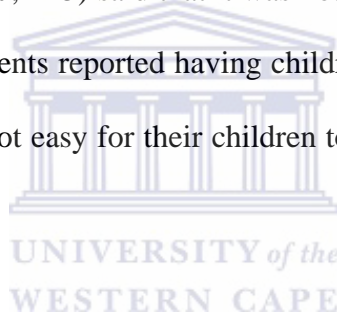 ents reported having childr
ot easy for their children to
UNIVERSITY of the
WESTERN CAPE